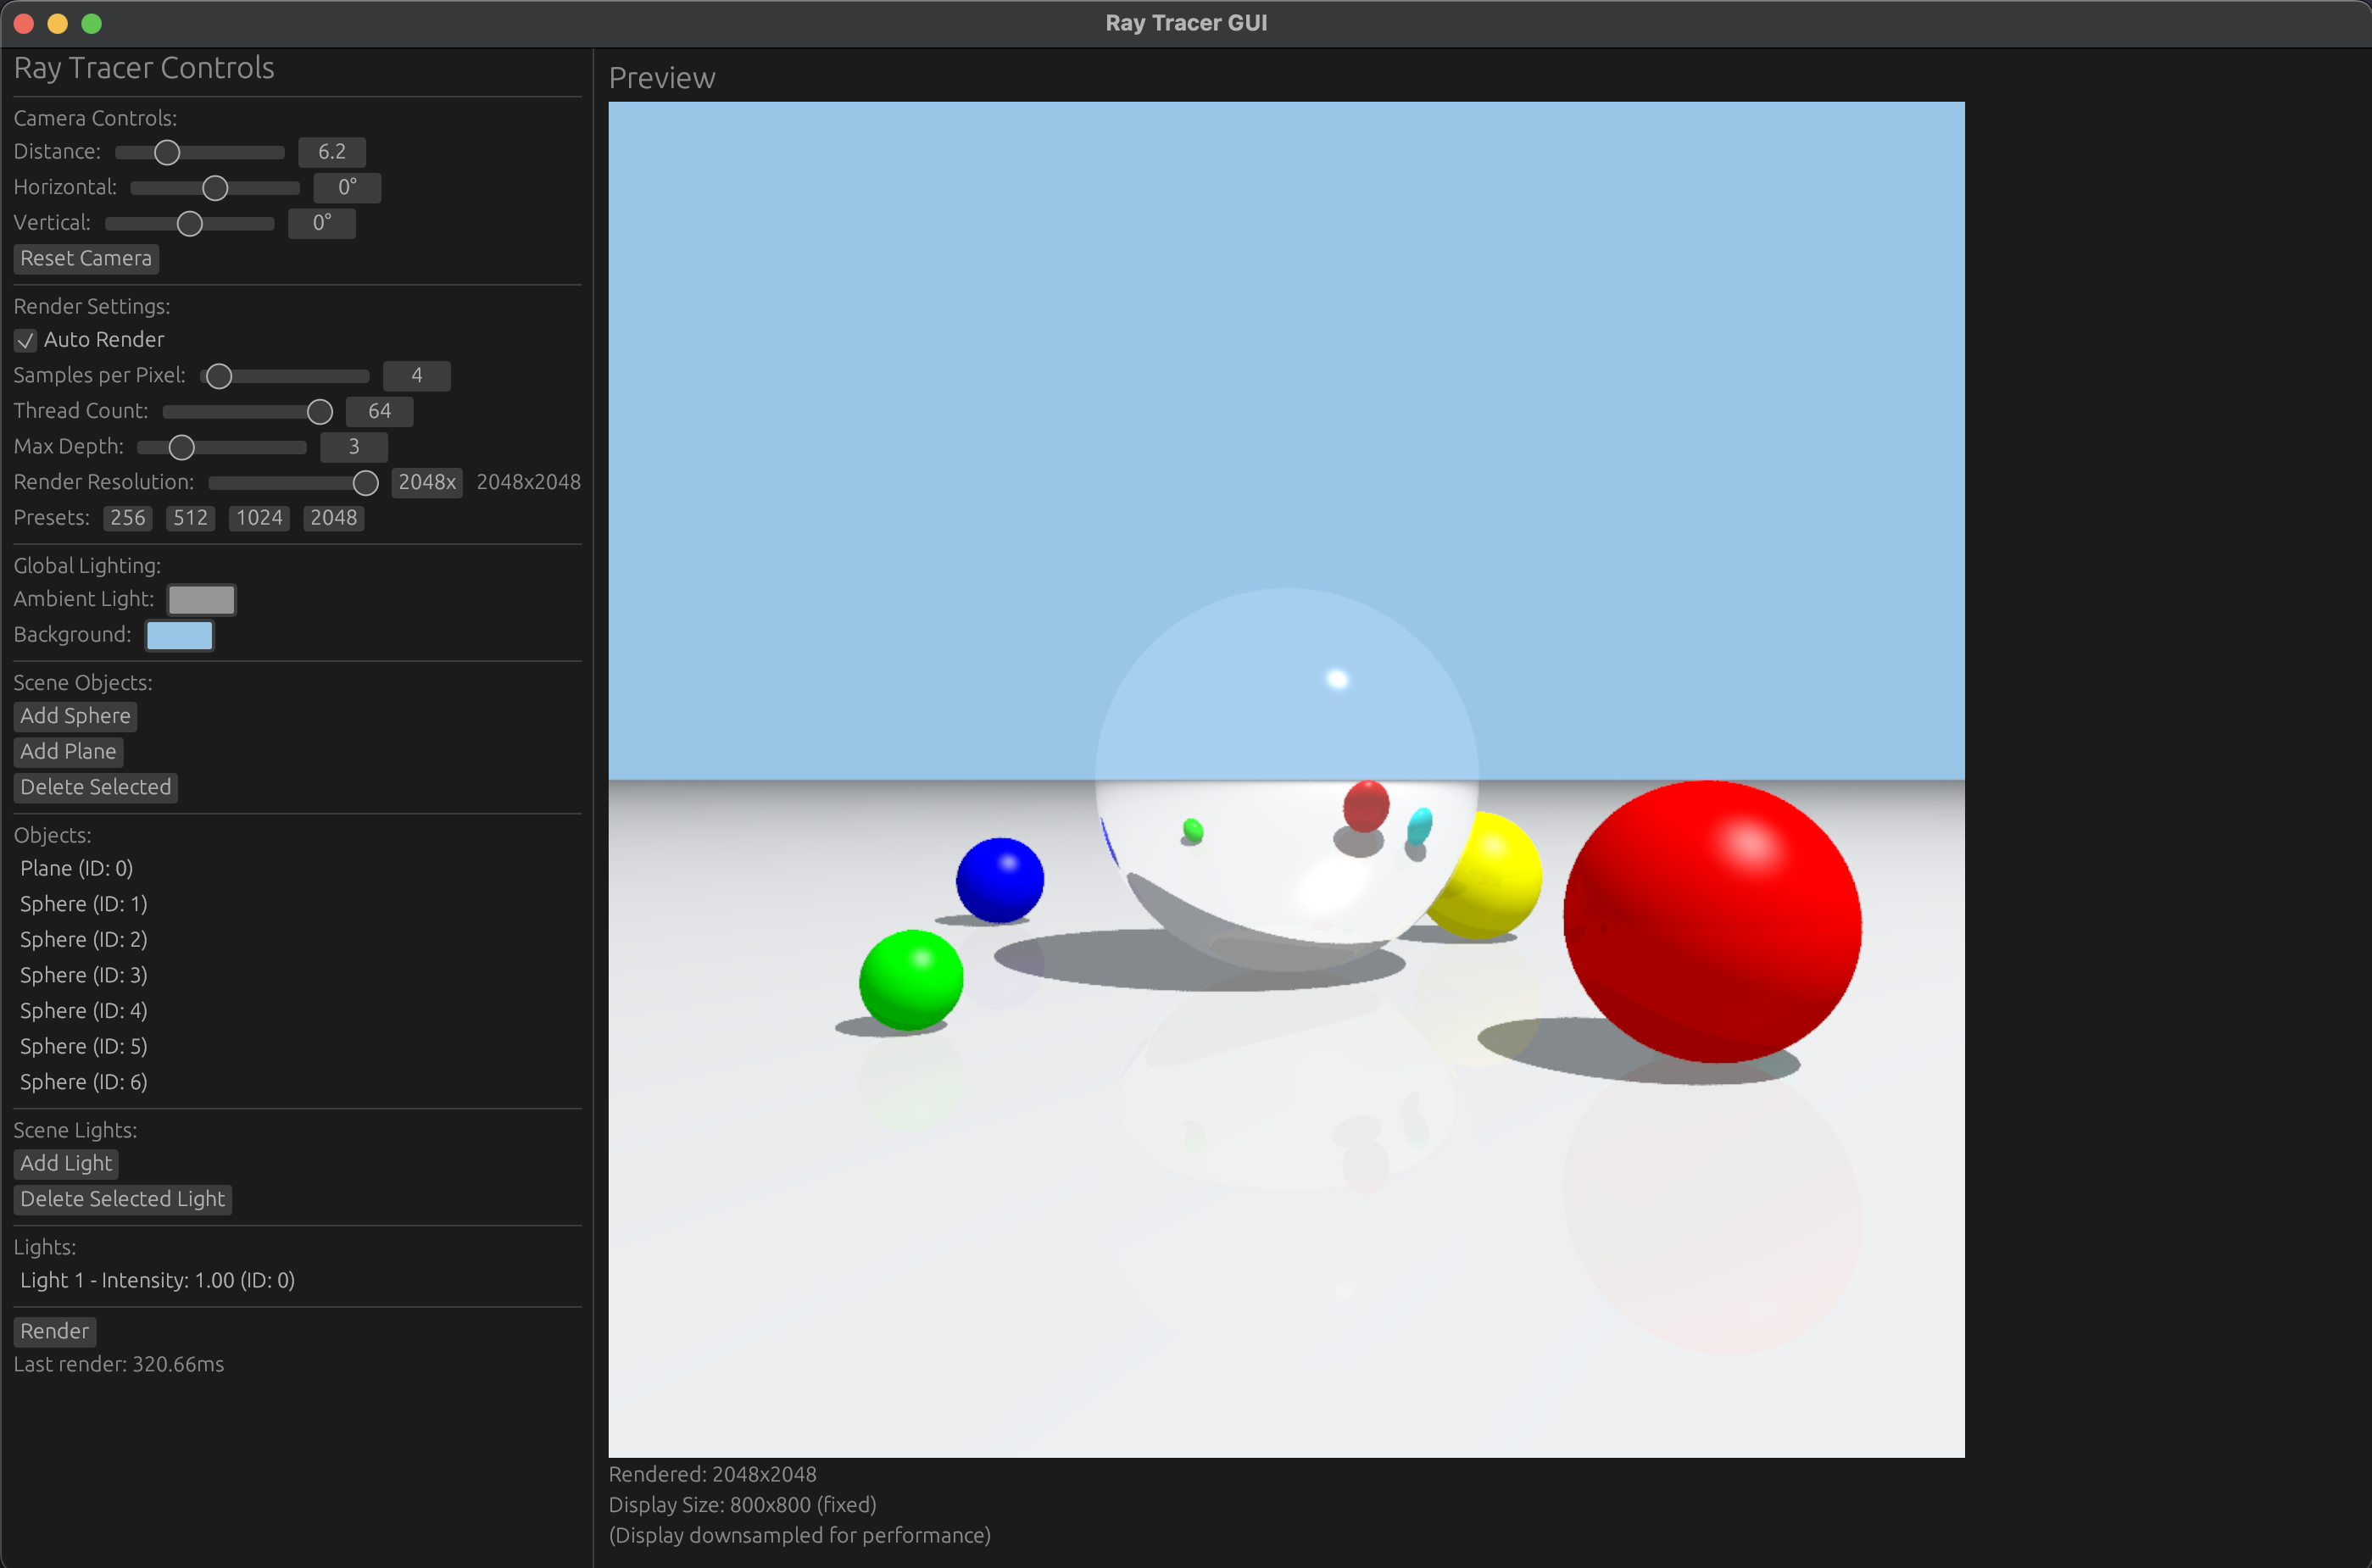 Ray Tracer GUI
Ray Tracer Controls
Camera Controls:
Distance: 6.2
Horizontal: 0°
Vertical: 0°
Reset Camera
Render Settings:
Auto Render
Samples per Pixel: 4
Thread Count: 64
Max Depth: 3
Render Resolution: 2048x 2048x2048
Presets: 256 512 1024 2048
Global Lighting:
Ambient Light:
Background:
Scene Objects:
Add Sphere
Add Plane
Delete Selected
Objects:
Plane (ID: 0)
Sphere (ID: 1)
Sphere (ID: 2)
Sphere (ID: 3)
Sphere (ID: 4)
Sphere (ID: 5)
Sphere (ID: 6)
Scene Lights:
Add Light
Delete Selected Light
Lights:
Light 1 - Intensity: 1.00 (ID: 0)
Render
Last render: 320.66ms
Preview
Rendered: 2048x2048
Display Size: 800x800 (fixed)
(Display downsampled for performance)